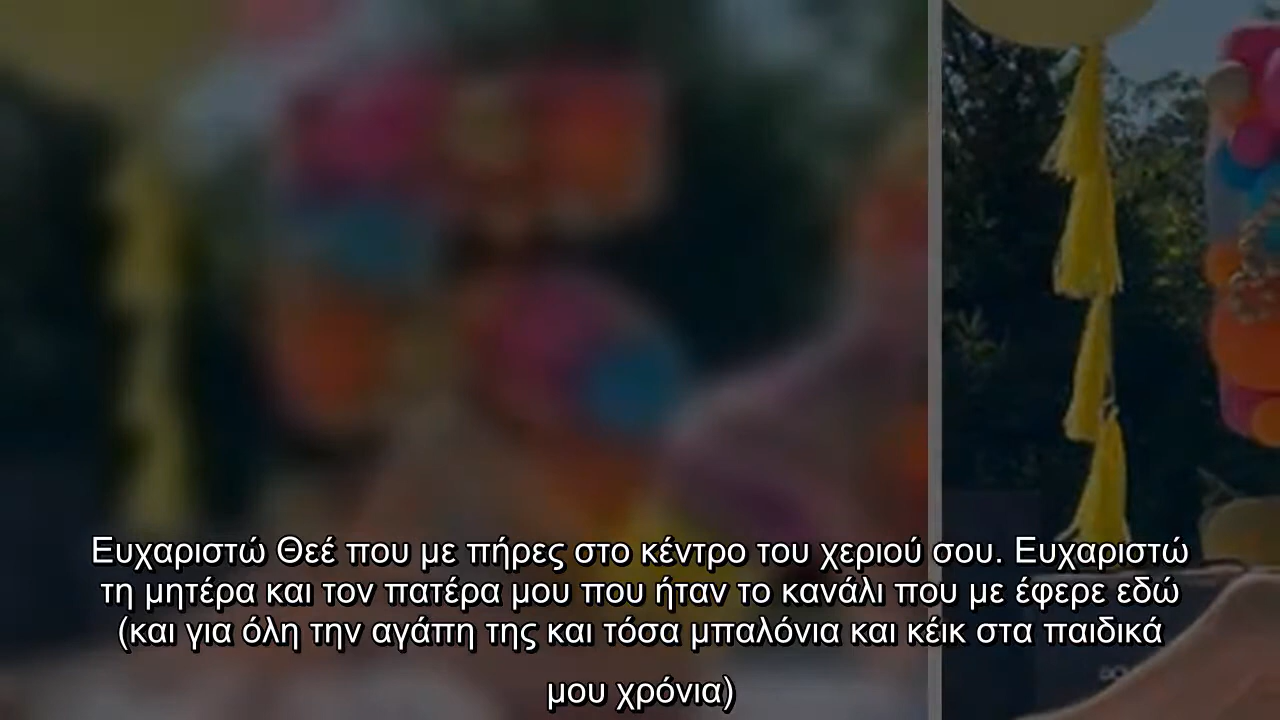 Ευχαριστώ Θεέ που με πήρες στο κέντρο του χεριού σου. Ευχαριστώ
τη μητέρα και τον πατέρα μου που ήταν το κανάλι που με έφερε εδώ
(και για όλη την αγάπη της και τόσα μπαλόνια και κέικ στα παιδικά
μου χρόνια)